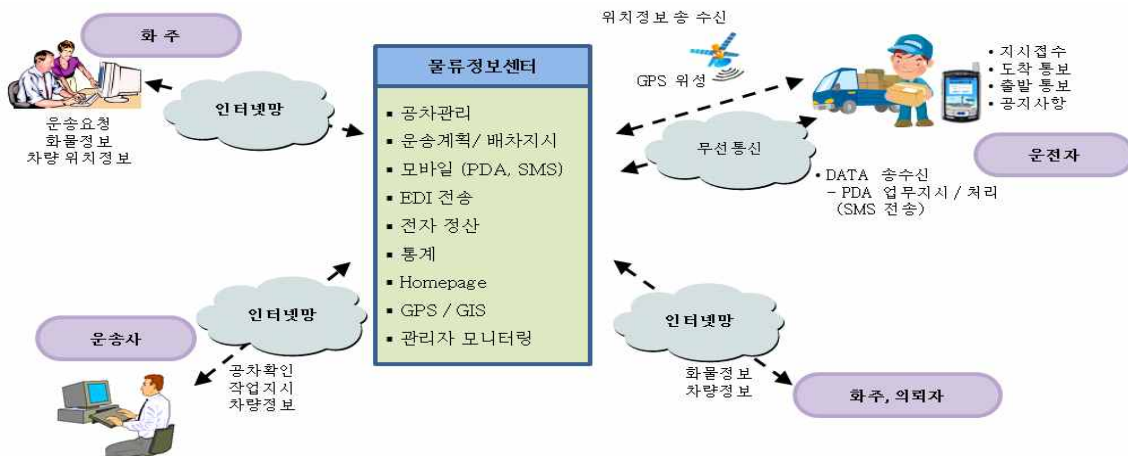 화 주
인터넷망
운송요청
화물정보
차량 위치정보
물류정보센터
▪ 공차관리
▪ 운송계획/ 배차지시
▪ 모바일 (PDA, SMS)
▪ EDI 전송
▪ 전자 정산
▪ 통계
▪ Homepage
▪ GPS / GIS
▪ 관리자 모니터링
위치정보 송 수신
GPS 위성
무선통신
• 지시접수
• 도착 통보
• 출발 통보
• 공지사항
운전자
• DATA 송수신
– PDA 업무지시 / 처리
(SMS 전송)
운송사
인터넷망
공차확인
작업지시
차량정보
인터넷망
화물정보
차량정보
화주, 의뢰자